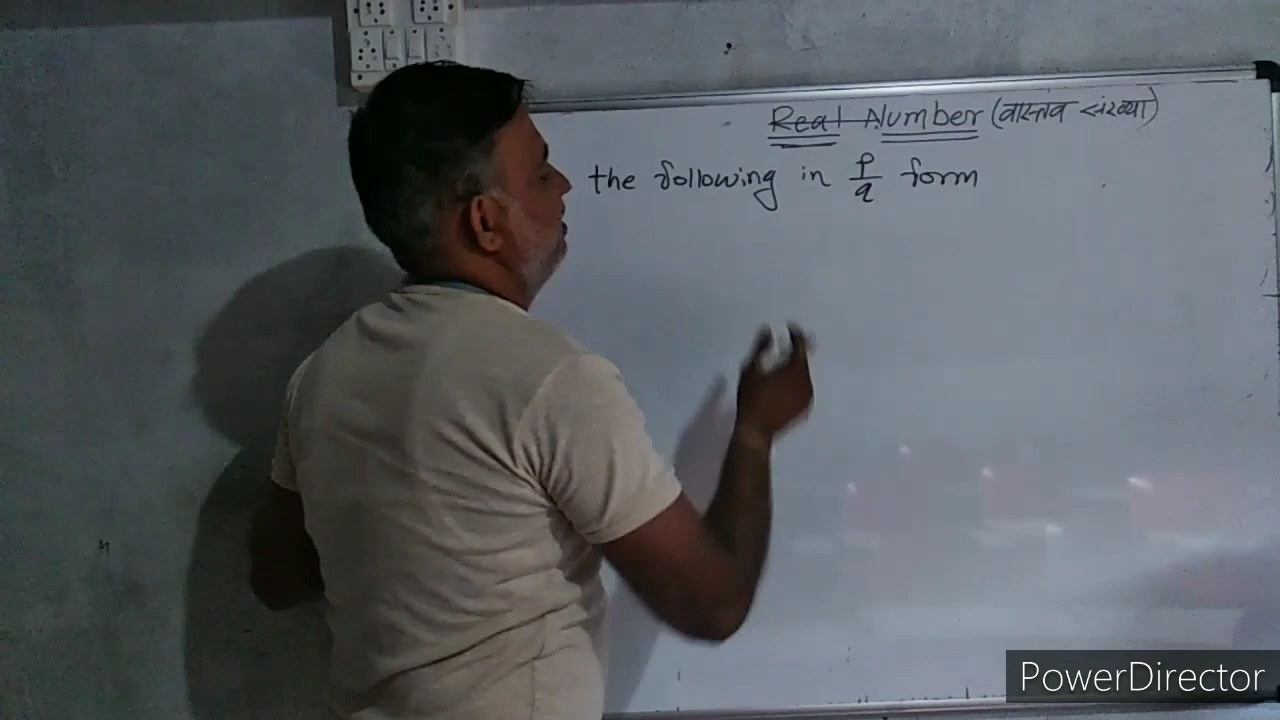 Real Number (वास्तव संख्या)
the following in p/q form
PowerDirector